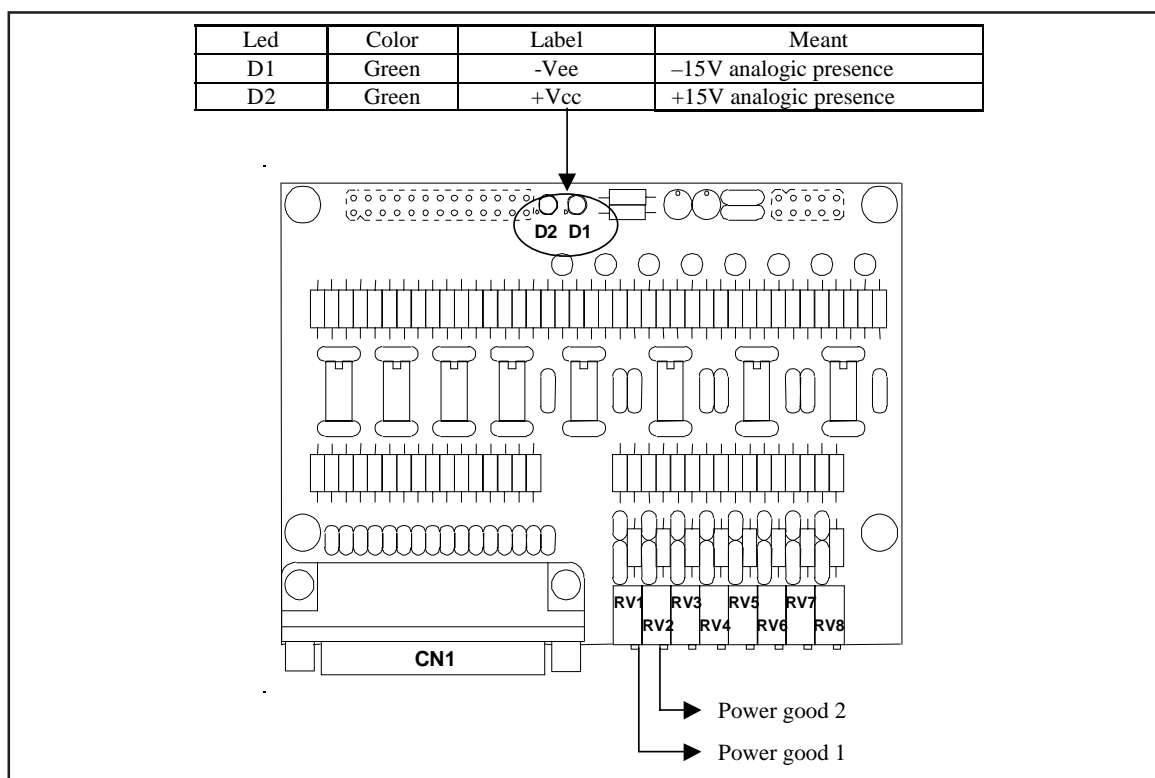 Led Color Label Meant
D1 Green -Vee –15V analogic presence
D2 Green +Vcc +15V analogic presence
D2 D1
RV1 RV3 RV5 RV7
RV2 RV4 RV6 RV8
CN1
Power good 2
Power good 1